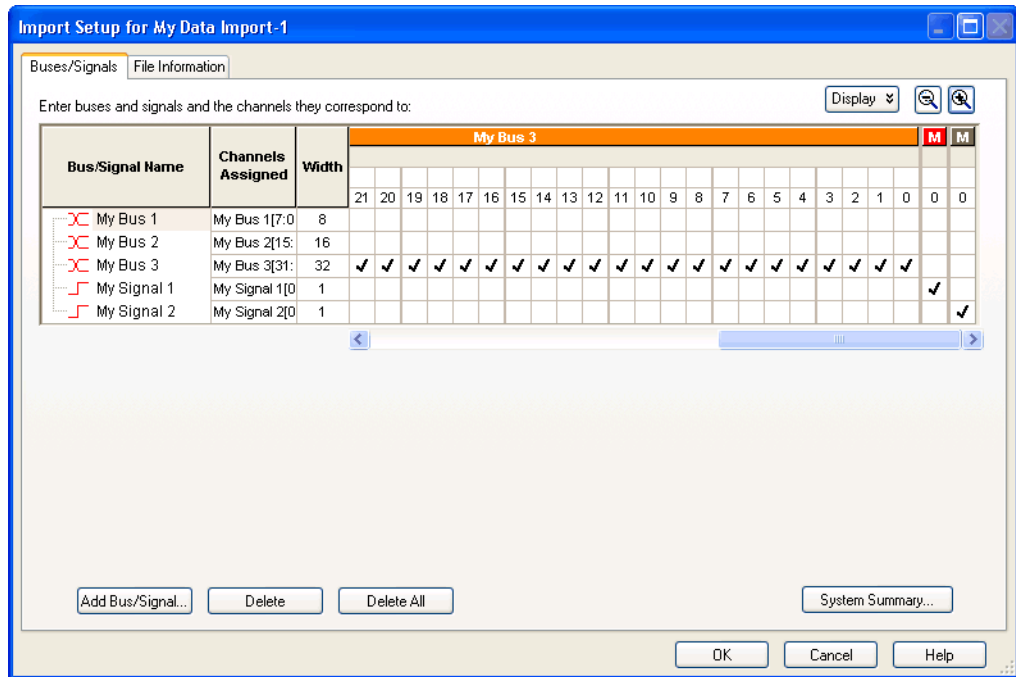 Import Setup for My Data Import-1
Buses/Signals File Information
Enter buses and signals and the channels they correspond to:
Display
Bus/Signal Name Channels Assigned Width My Bus 3 M M
21 20 19 18 17 16 15 14 13 12 11 10 9 8 7 6 5 4 3 2 1 0 0 0
My Bus 1 My Bus 1[7:0 8
My Bus 2 My Bus 2[15: 16
My Bus 3 My Bus 3[31: 32
My Signal 1 My Signal 1[0 1
My Signal 2 My Signal 2[0 1
Add Bus/Signal... Delete Delete All System Summary...
OK Cancel Help